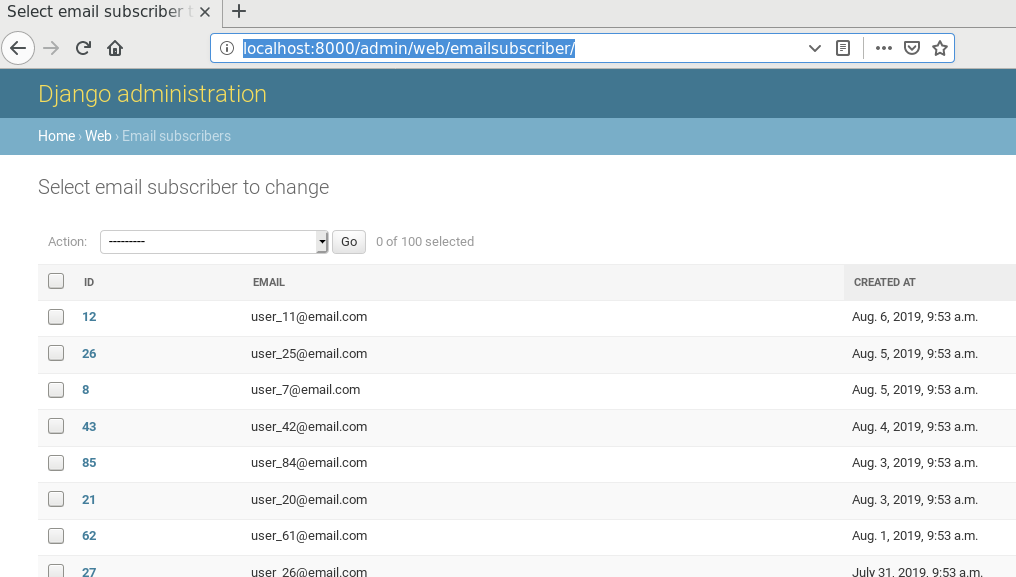 Select email subscriber t
localhost:8000/admin/web/emailsubscriber/
Django administration
Home › Web › Email subscribers
Select email subscriber to change
Action: --------- Go 0 of 100 selected
ID EMAIL CREATED AT
12 user_11@email.com Aug. 6, 2019, 9:53 a.m.
26 user_25@email.com Aug. 5, 2019, 9:53 a.m.
8 user_7@email.com Aug. 5, 2019, 9:53 a.m.
43 user_42@email.com Aug. 4, 2019, 9:53 a.m.
85 user_84@email.com Aug. 3, 2019, 9:53 a.m.
21 user_20@email.com Aug. 3, 2019, 9:53 a.m.
62 user_61@email.com Aug. 1, 2019, 9:53 a.m.
27 user_26@email.com July 31, 2019, 9:53 a.m.